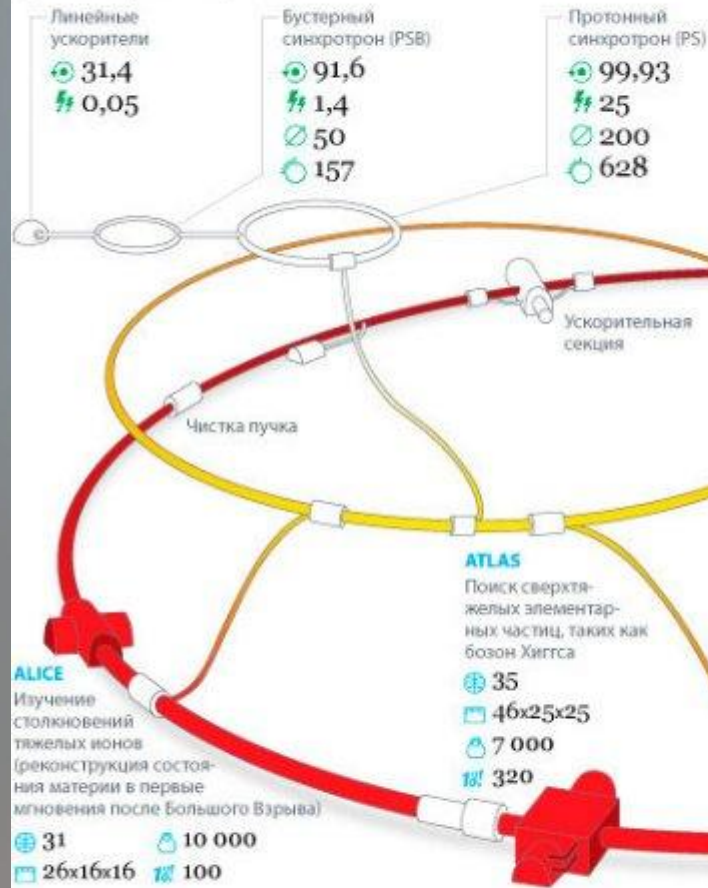 Линейные
ускорители
31,4
0,05
Бустерный
синхротрон (PSB)
91,6
1,4
50
157
Протонный
синхротрон (PS)
99,93
25
200
628
Ускорительная
секция
Чистка пучка
ATLAS
Поиск сверхтя-
желых элементар-
ных частиц, таких как
бозон Хиггса
35
46x25x25
7 000
320
ALICE
Изучение
столкновений
тяжелых ионов
(реконструкция состоя-
ния материи в первые
мгновения после Большого Взрыва)
31
10 000
26x16x16
100